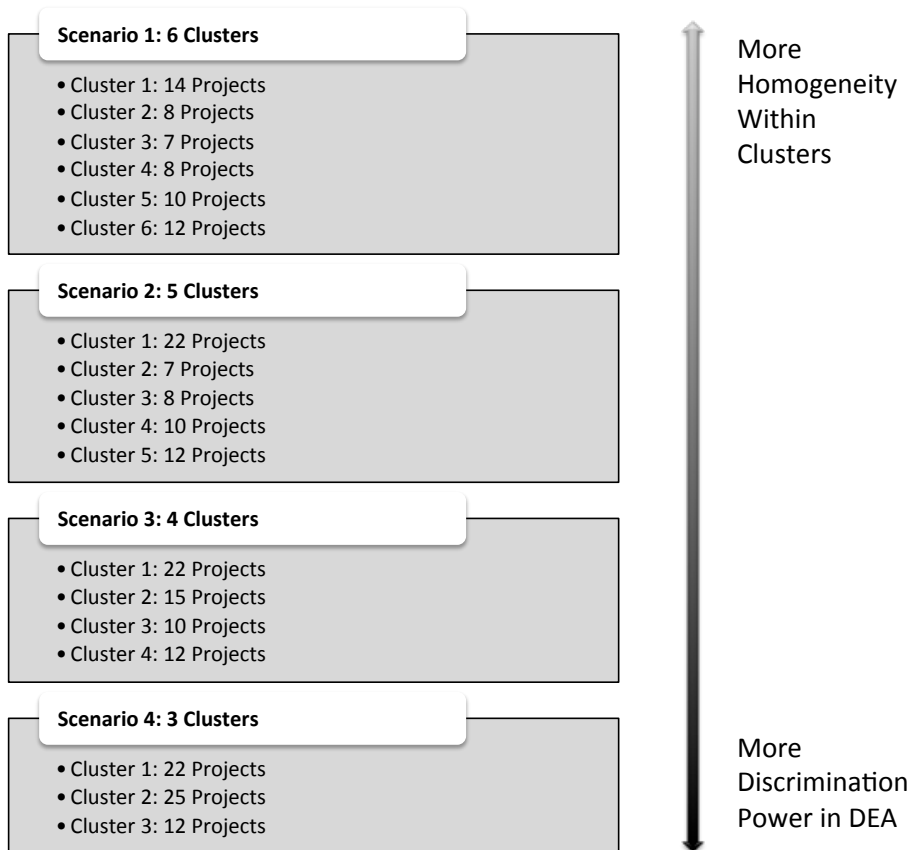 Scenario 1: 6 Clusters
• Cluster 1: 14 Projects
• Cluster 2: 8 Projects
• Cluster 3: 7 Projects
• Cluster 4: 8 Projects
• Cluster 5: 10 Projects
• Cluster 6: 12 Projects
Scenario 2: 5 Clusters
• Cluster 1: 22 Projects
• Cluster 2: 7 Projects
• Cluster 3: 8 Projects
• Cluster 4: 10 Projects
• Cluster 5: 12 Projects
Scenario 3: 4 Clusters
• Cluster 1: 22 Projects
• Cluster 2: 15 Projects
• Cluster 3: 10 Projects
• Cluster 4: 12 Projects
Scenario 4: 3 Clusters
• Cluster 1: 22 Projects
• Cluster 2: 25 Projects
• Cluster 3: 12 Projects
More
Homogeneity
Within
Clusters
More
Discrimination
Power in DEA